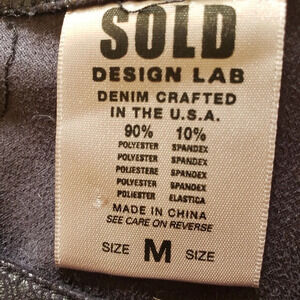 SOLD
DESIGN LAB
DENIM CRAFTED
IN THE U.S.A.
90% 10%
POLYESTER SPANDEX
POLYESTER SPANDEX
POLIESTERE SPANDEX
POLYESTER SPANDEX
POLIESTER ELASTICA
MADE IN CHINA
SEE CARE ON REVERSE
SIZE M SIZE